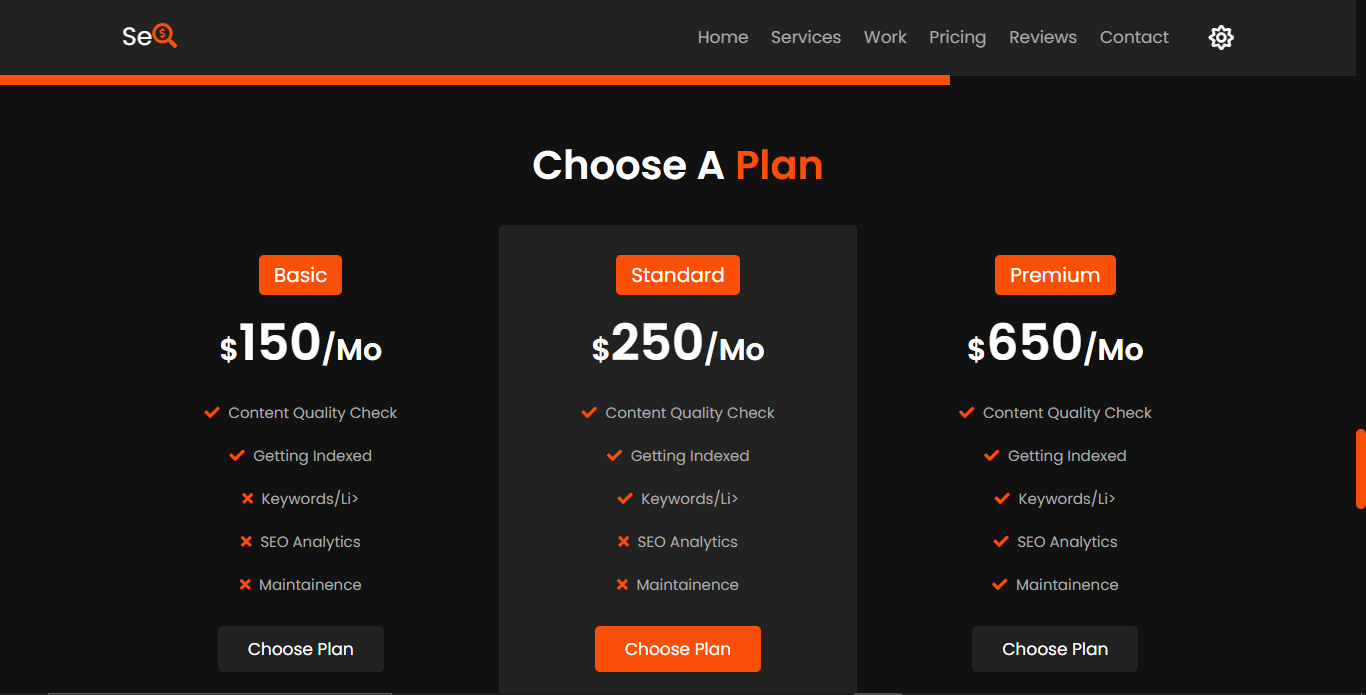 Se
Home Services Work Pricing Reviews Contact
Choose A Plan
Basic
$150/Mo
Content Quality Check
Getting Indexed
Keywords/Li>
SEO Analytics
Maintainence
Choose Plan
Standard
$250/Mo
Content Quality Check
Getting Indexed
Keywords/Li>
SEO Analytics
Maintainence
Choose Plan
Premium
$650/Mo
Content Quality Check
Getting Indexed
Keywords/Li>
SEO Analytics
Maintainence
Choose Plan